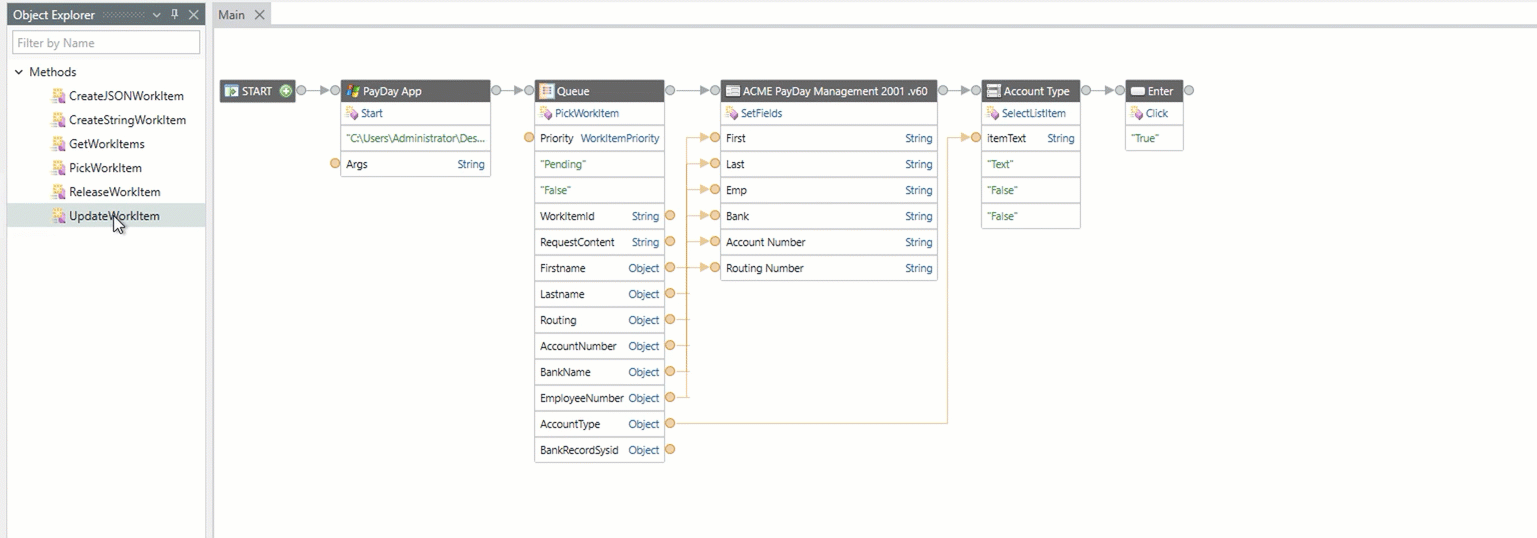 Object Explorer
Filter by Name
Methods
CreateJSONWorkItem
CreateStringWorkItem
GetWorkItems
PickWorkItem
ReleaseWorkItem
UpdateWorkItem
Main
START
PayDay App
Start
"C:\Users\Administrator\Des...
Args String
Queue
PickWorkItem
Priority WorkItemPriority
"Pending"
"False"
WorkItemId String
RequestContent String
Firstname Object
Lastname Object
Routing Object
AccountNumber Object
BankName Object
EmployeeNumber Object
AccountType Object
BankRecordSysid Object
ACME PayDay Management 2001 .v60
SetFields
First String
Last String
Emp String
Bank String
Account Number String
Routing Number String
Account Type
SelectListItem
itemText String
"Text"
"False"
"False"
Enter
Click
"True"